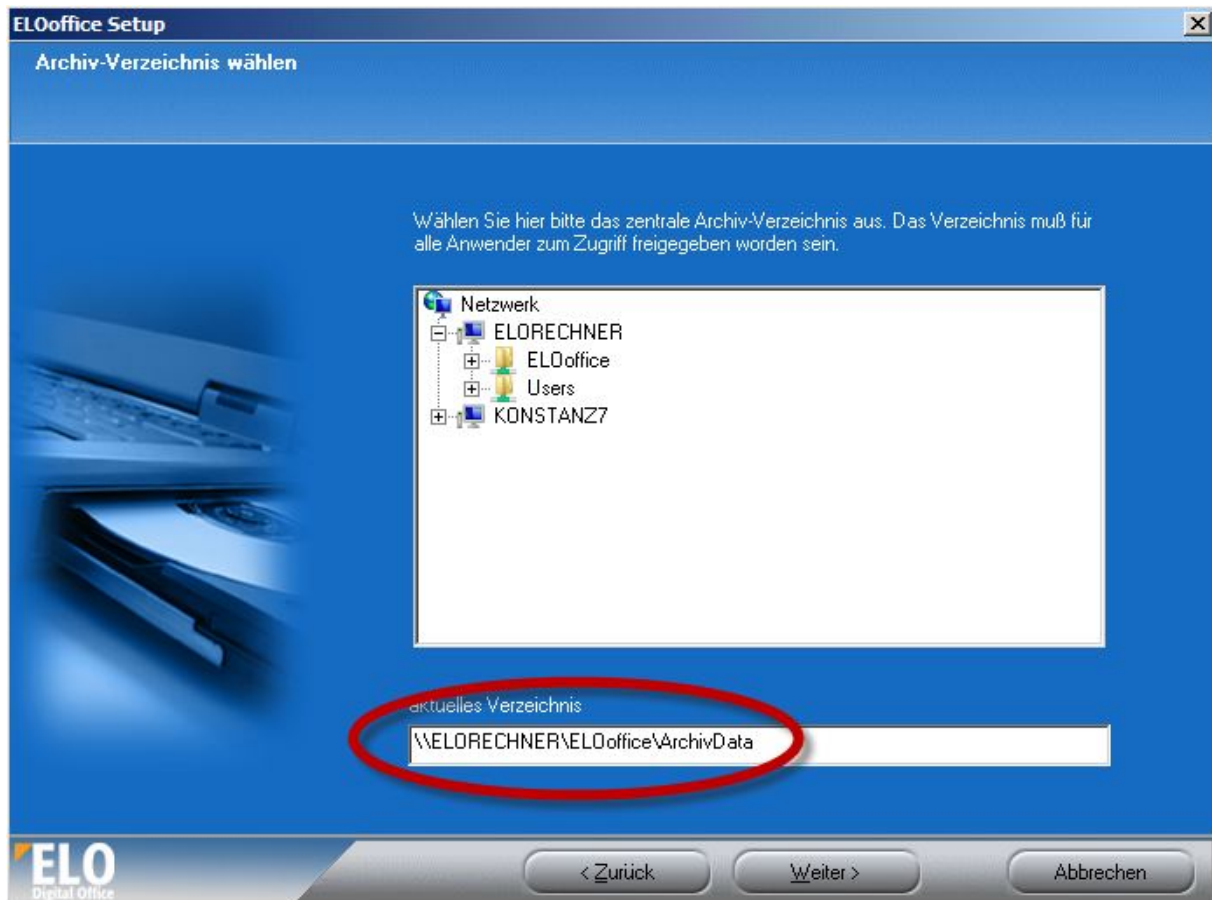 ELOoffice Setup
Archiv-Verzeichnis wählen
Wählen Sie hier bitte das zentrale Archiv-Verzeichnis aus. Das Verzeichnis muß für
alle Anwender zum Zugriff freigegeben worden sein.
Netzwerk
ELORECHNER
ELOoffice
Users
KONSTANZ7
aktuelles Verzeichnis
\\ELORECHNER\ELOoffice\ArchivData
ELO
Digital Office
< Zurück
Weiter >
Abbrechen